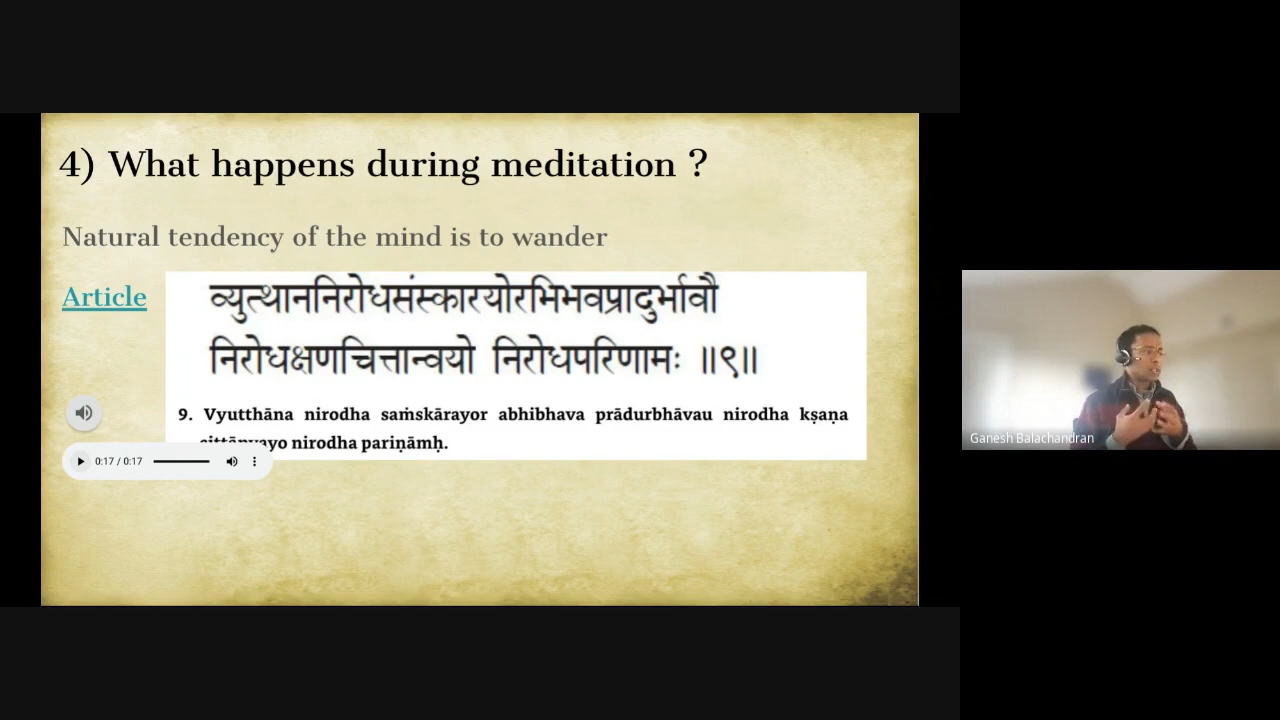 4) What happens during meditation ?
Natural tendency of the mind is to wander
Article
व्युत्थाननिरोधसंस्कारयोरभिभवप्रादुर्भावौ
निरोधक्षणचित्तान्वयो निरोधपरिणामः ॥९॥
9. Vyutthāna nirodha saṁskārayor abhibhava prādurbhāvau nirodha kṣaṇa
nirodha pariṇāmḥ.
0:17 / 0:17
Ganesh Balachandran